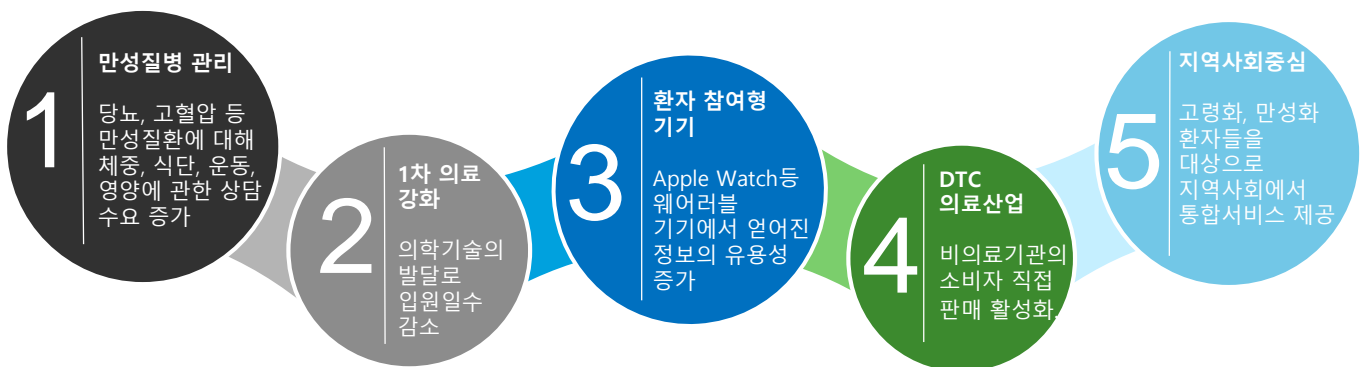 1
만성질병 관리
당뇨, 고혈압 등
만성질환에 대해
체중, 식단, 운동,
영양에 관한 상담
수요 증가
2
1차 의료
강화
의학기술의
발달로
입원일수
감소
3
환자 참여형
기기
Apple Watch등
웨어러블
기기에서 얻어진
정보의 유용성
증가
4
DTC
의료산업
비의료기관의
소비자 직접
판매 활성화.
5
지역사회중심
고령화, 만성화
환자들을
대상으로
지역사회에서
통합서비스 제공